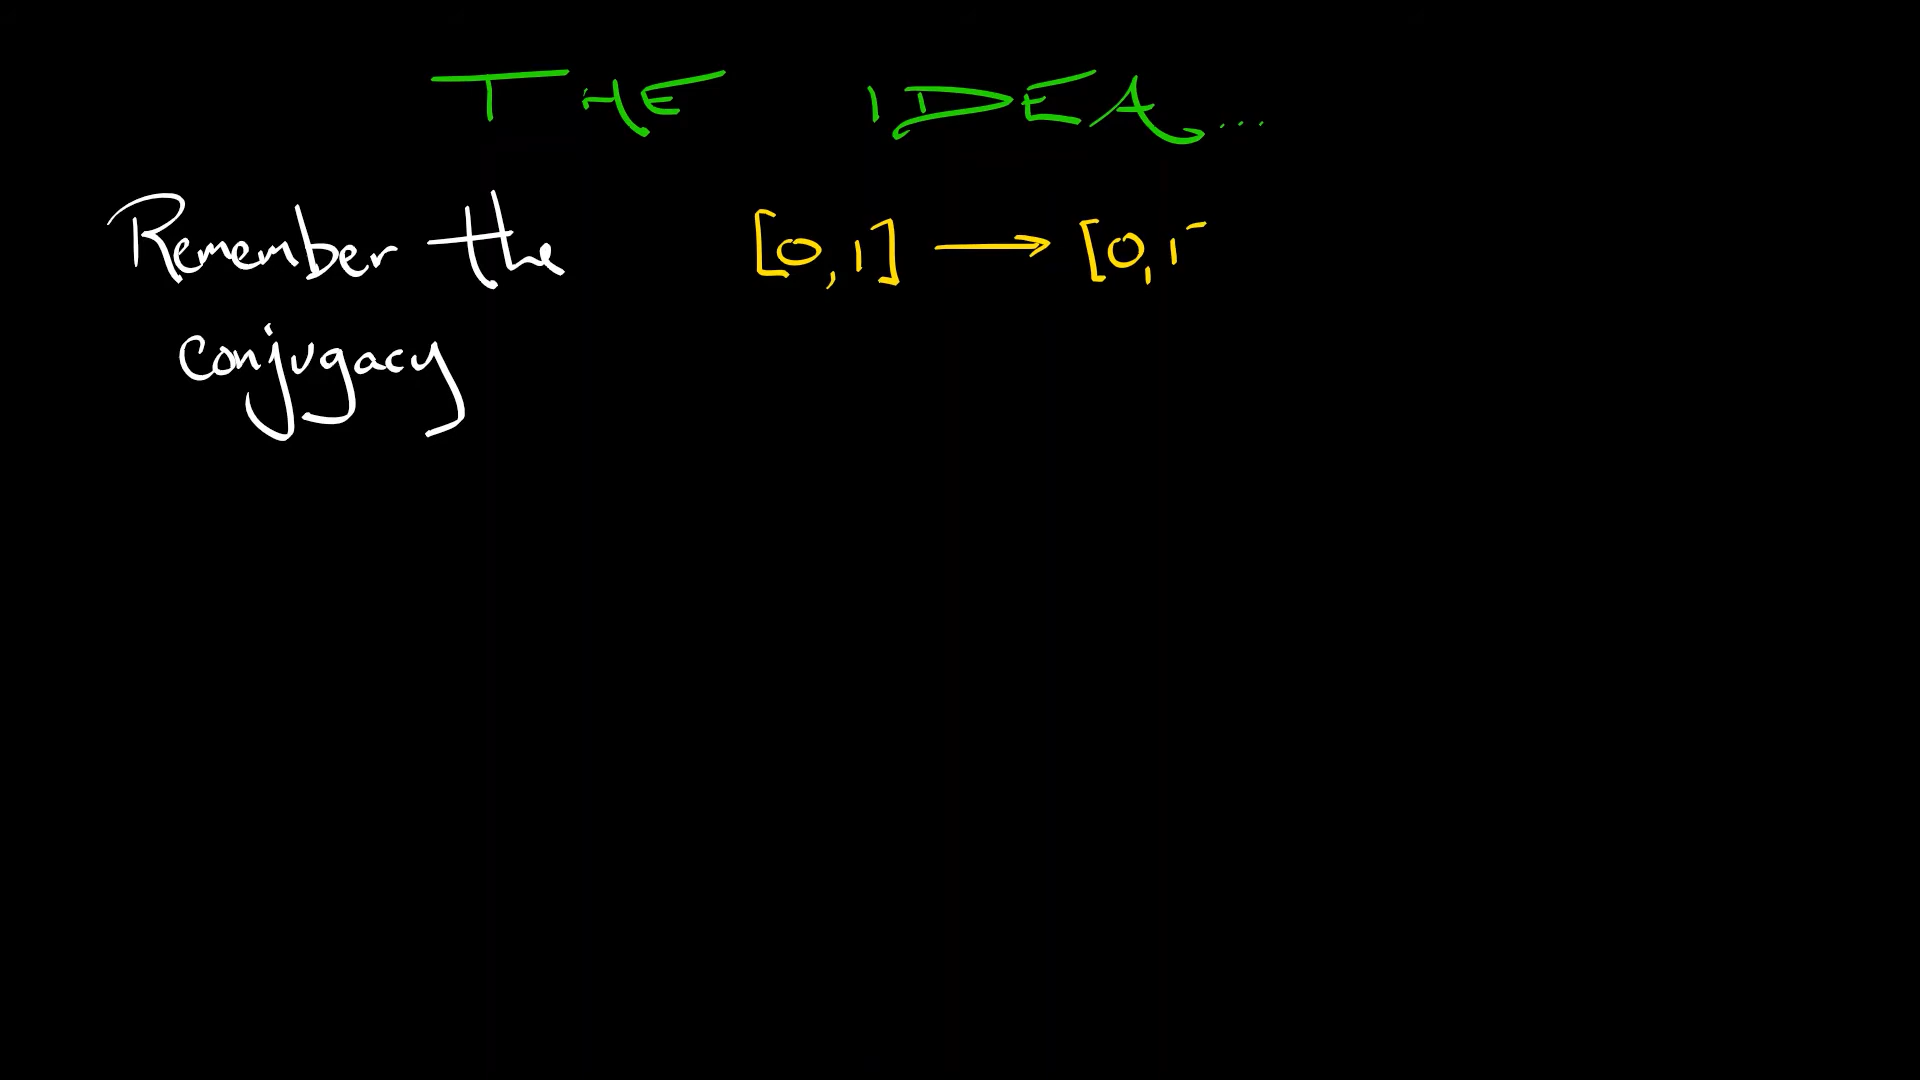 THE IDEA...
Remember the [0,1] → [0,1
conjugacy